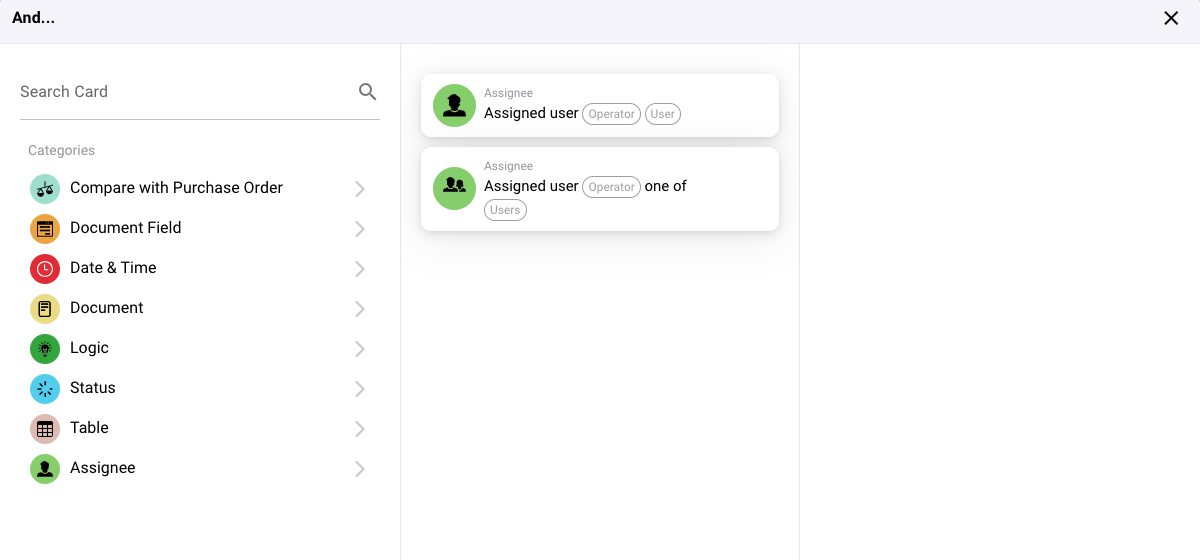 And...
Search Card
Categories
Compare with Purchase Order
Document Field
Date & Time
Document
Logic
Status
Table
Assignee
Assignee
Assigned user Operator User
Assignee
Assigned user Operator one of
Users